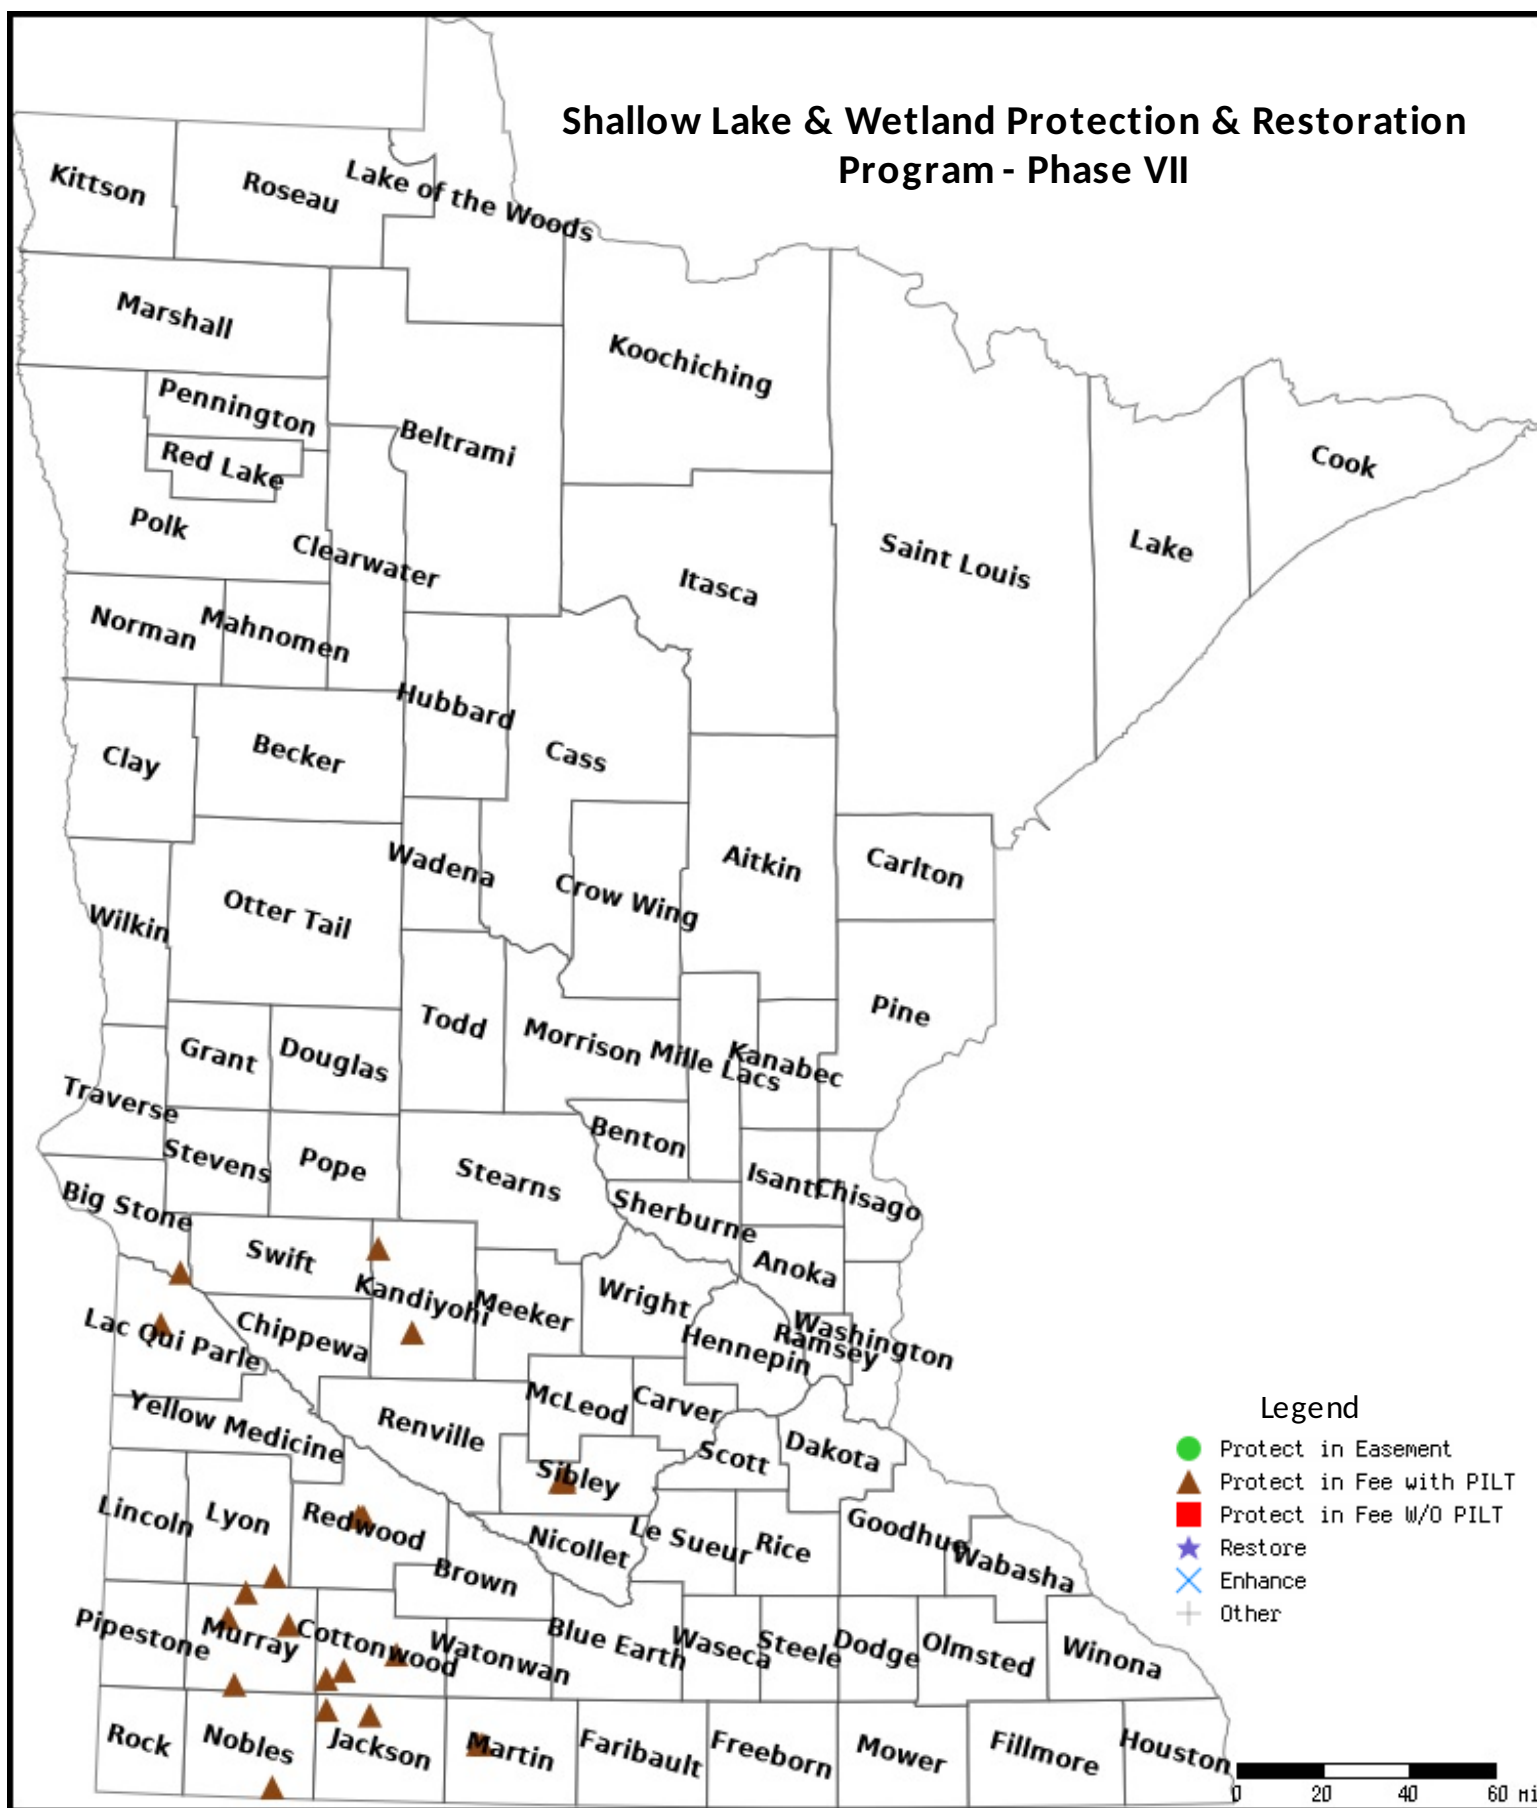 Shallow Lake & Wetland Protection & Restoration
Program - Phase VII
Kittson
Roseau
Lake of the Woods
Marshall
Koochiching
Pennington
Beltrami
Red Lake
Cook
Polk
Clearwater
Saint Louis
Lake
Itasca
Norman
Mahnomen
Hubbard
Clay
Becker
Cass
Wadena
Aitkin
Carlton
Otter Tail
Crow Wing
Wilkin
Todd
Morrison
Pine
Grant
Douglas
Mille Lacs
Kanabec
Traverse
Benton
Stevens
Pope
Stearns
Isanti
Chisago
Big Stone
Sherburne
Swift
Anoka
Kandiyohi
Meeker
Wright
Lac Qui Parle
Chippewa
Hennepin
Ramsey
Washington
McLeod
Carver
Yellow Medicine
Renville
Scott
Dakota
Sibley
Lincoln
Lyon
Redwood
Nicollet
Le Sueur
Rice
Goodhue
Wabasha
Brown
Pipestone
Murray
Cottonwood
Watonwan
Blue Earth
Waseca
Steele
Dodge
Olmsted
Winona
Rock
Nobles
Jackson
Martin
Faribault
Freeborn
Mower
Fillmore
Houston
Legend
Protect in Easement
Protect in Fee with PILT
Protect in Fee W/O PILT
Restore
Enhance
Other
0 20 40 60 Mi